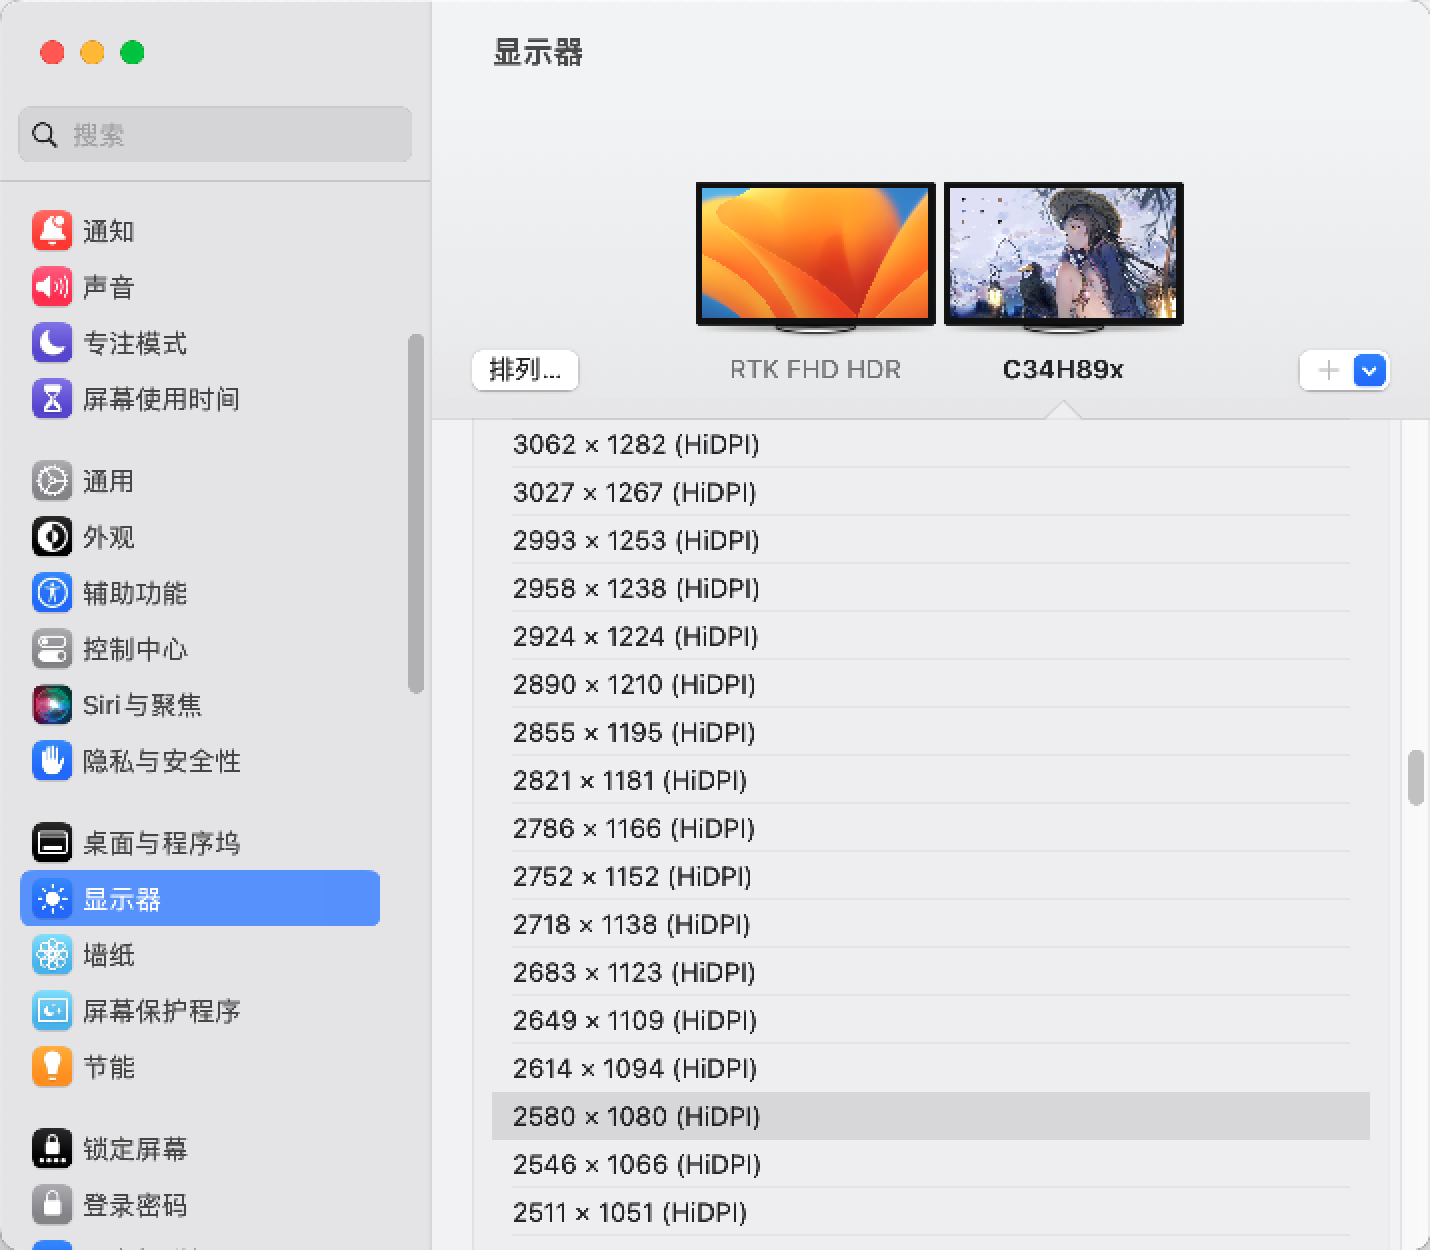 显示器
搜索
通知
声音
专注模式
屏幕使用时间
通用
外观
辅助功能
控制中心
Siri与聚焦
隐私与安全性
桌面与程序坞
显示器
墙纸
屏幕保护程序
节能
锁定屏幕
登录密码
排列...
RTK FHD HDR
C34H89x
3062 × 1282 (HiDPI)
3027 × 1267 (HiDPI)
2993 × 1253 (HiDPI)
2958 × 1238 (HiDPI)
2924 × 1224 (HiDPI)
2890 × 1210 (HiDPI)
2855 × 1195 (HiDPI)
2821 × 1181 (HiDPI)
2786 × 1166 (HiDPI)
2752 × 1152 (HiDPI)
2718 × 1138 (HiDPI)
2683 × 1123 (HiDPI)
2649 × 1109 (HiDPI)
2614 × 1094 (HiDPI)
2580 × 1080 (HiDPI)
2546 × 1066 (HiDPI)
2511 × 1051 (HiDPI)